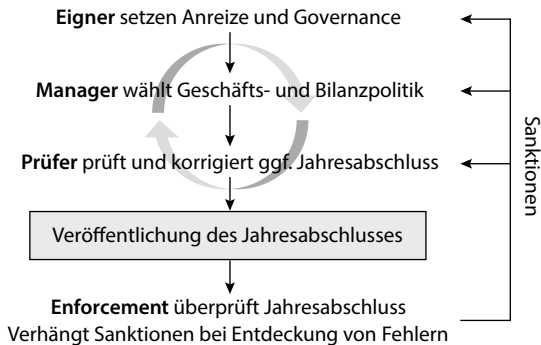 Eigner setzen Anreize und Governance
Manager wählt Geschäfts- und Bilanzpolitik
Prüfer prüft und korrigiert ggf. Jahresabschluss
Veröffentlichung des Jahresabschlusses
Enforcement überprüft Jahresabschluss
Verhängt Sanktionen bei Entdeckung von Fehlern
Sanktionen